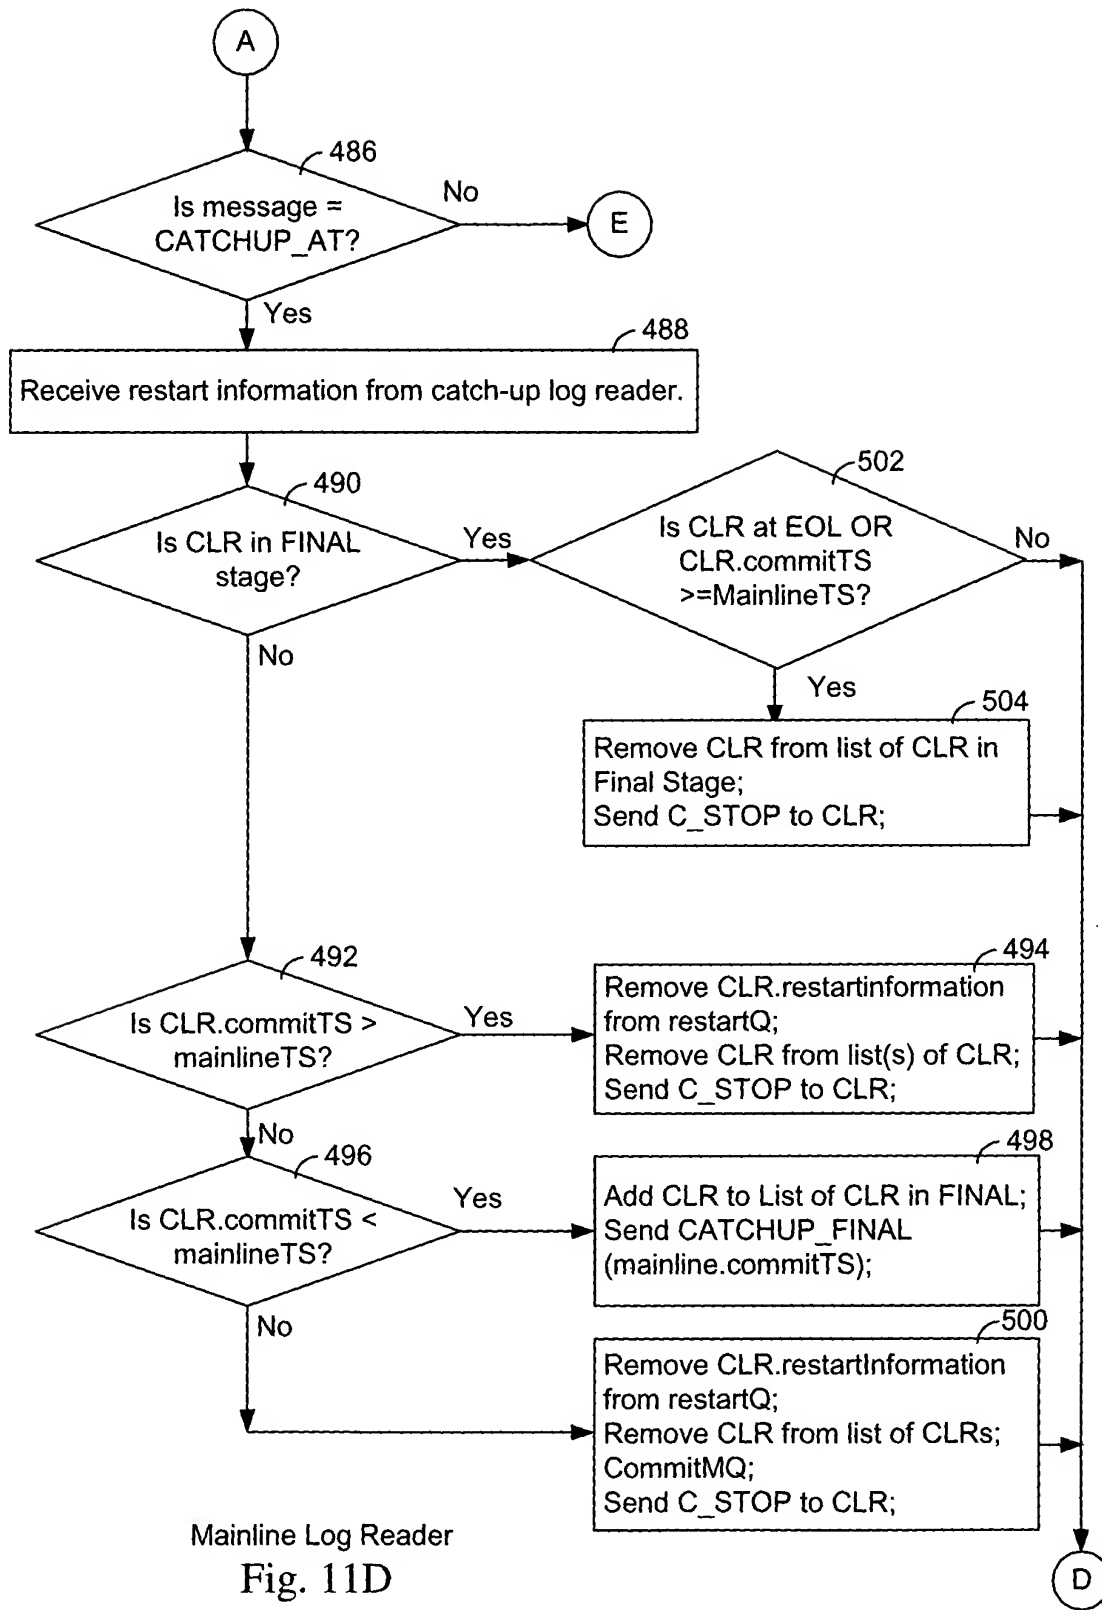 A
486
Is message =
CATCHUP_AT?
No
E
Yes
488
Receive restart information from catch-up log reader.
490
Is CLR in FINAL
stage?
Yes
502
Is CLR at EOL OR
CLR.commitTS
>=MainlineTS?
No
No
Yes
504
Remove CLR from list of CLR in
Final Stage;
Send C_STOP to CLR;
492
Is CLR.commitTS >
mainlineTS?
Yes
494
Remove CLR.restartinformation
from restartQ;
Remove CLR from list(s) of CLR;
Send C_STOP to CLR;
No
496
Is CLR.commitTS <
mainlineTS?
Yes
498
Add CLR to List of CLR in FINAL;
Send CATCHUP_FINAL
(mainline.commitTS);
No
500
Remove CLR.restartInformation
from restartQ;
Remove CLR from list of CLRs;
CommitMQ;
Send C_STOP to CLR;
Mainline Log Reader
Fig. 11D
D